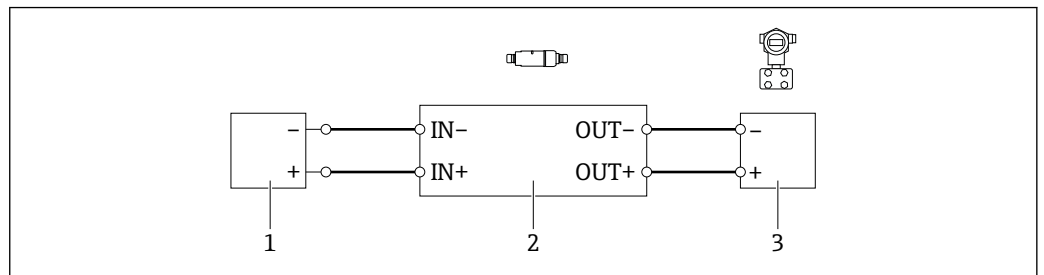 − IN− OUT− −
+ IN+ OUT+ +
1 2 3